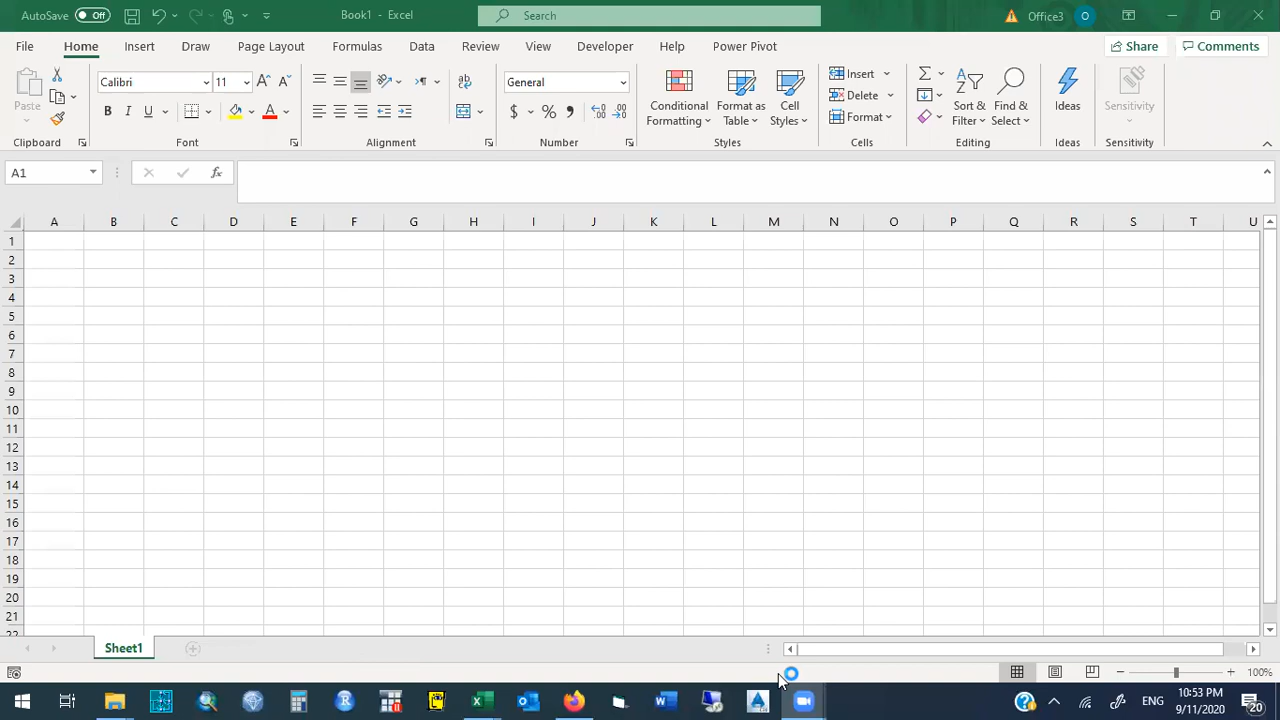 AutoSave Off Book1 - Excel Search Office3 O
File Home Insert Draw Page Layout Formulas Data Review View Developer Help Power Pivot Share Comments
Paste Calibri 11 General Conditional Formatting Format as Table Cell Styles Insert Delete Format Sort & Filter Find & Select Ideas Sensitivity
B I U $ % ,
Clipboard Font Alignment Number Styles Cells Editing Ideas Sensitivity
A1 fx
A B C D E F G H I J K L M N O P Q R S T U
1
2
3
4
5
6
7
8
9
10
11
12
13
14
15
16
17
18
19
20
21
22
Sheet1
100%
ENG 10:53 PM
9/11/2020 20